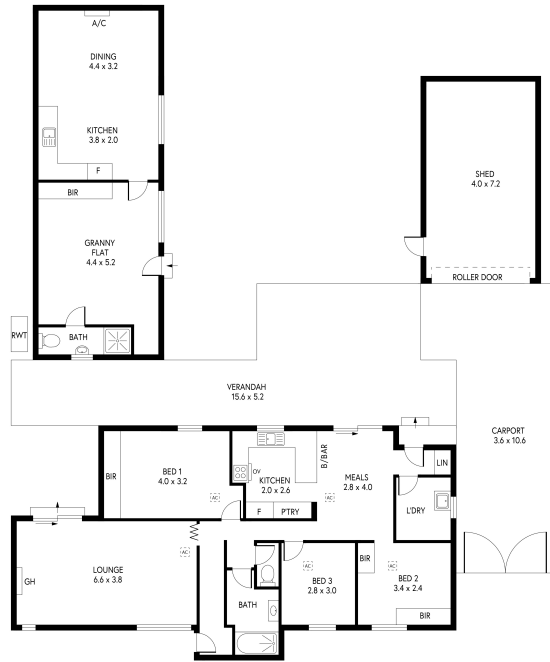 A/C
DINING
4.4 x 3.2
KITCHEN
3.8 x 2.0
F
BIR
GRANNY
FLAT
4.4 x 5.2
BATH
RWT
SHED
4.0 x 7.2
ROLLER DOOR
VERANDAH
15.6 x 5.2
CARPORT
3.6 x 10.6
BIR
BED 1
4.0 x 3.2
AC
OV
KITCHEN
2.0 x 2.6
F
PTRY
B/BAR
MEALS
2.8 x 4.0
AC
LIN
L'DRY
GH
LOUNGE
6.6 x 3.8
AC
BATH
AC
BED 3
2.8 x 3.0
BIR
AC
BED 2
3.4 x 2.4
BIR